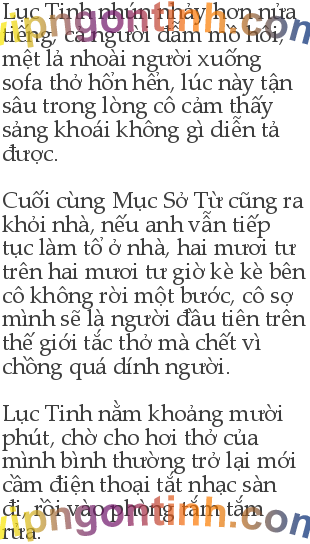 Lục Tinh nhún nhảy hơn nửa
tiếng, cả người đẫm mồ hôi,
mệt lả nhoài người xuống
sofa thở hổn hển, lúc này tận
sâu trong lòng cô cảm thấy
sảng khoái không gì diễn tả
được.
Cuối cùng Mục Sở Từ cũng ra
khỏi nhà, nếu anh vẫn tiếp
tục làm tổ ở nhà, hai mươi tư
trên hai mươi tư giờ kè kè bên
cô không rời một bước, cô sợ
mình sẽ là người đầu tiên trên
thế giới tắc thở mà chết vì
chồng quá dính người.
Lục Tinh nằm khoảng mười
phút, chờ cho hơi thở của
mình bình thường trở lại mới
cầm điện thoại tắt nhạc sàn
đi, rồi vào phòng tắm tắm
rửa.
vipngontinh.com
vipngontinh.com